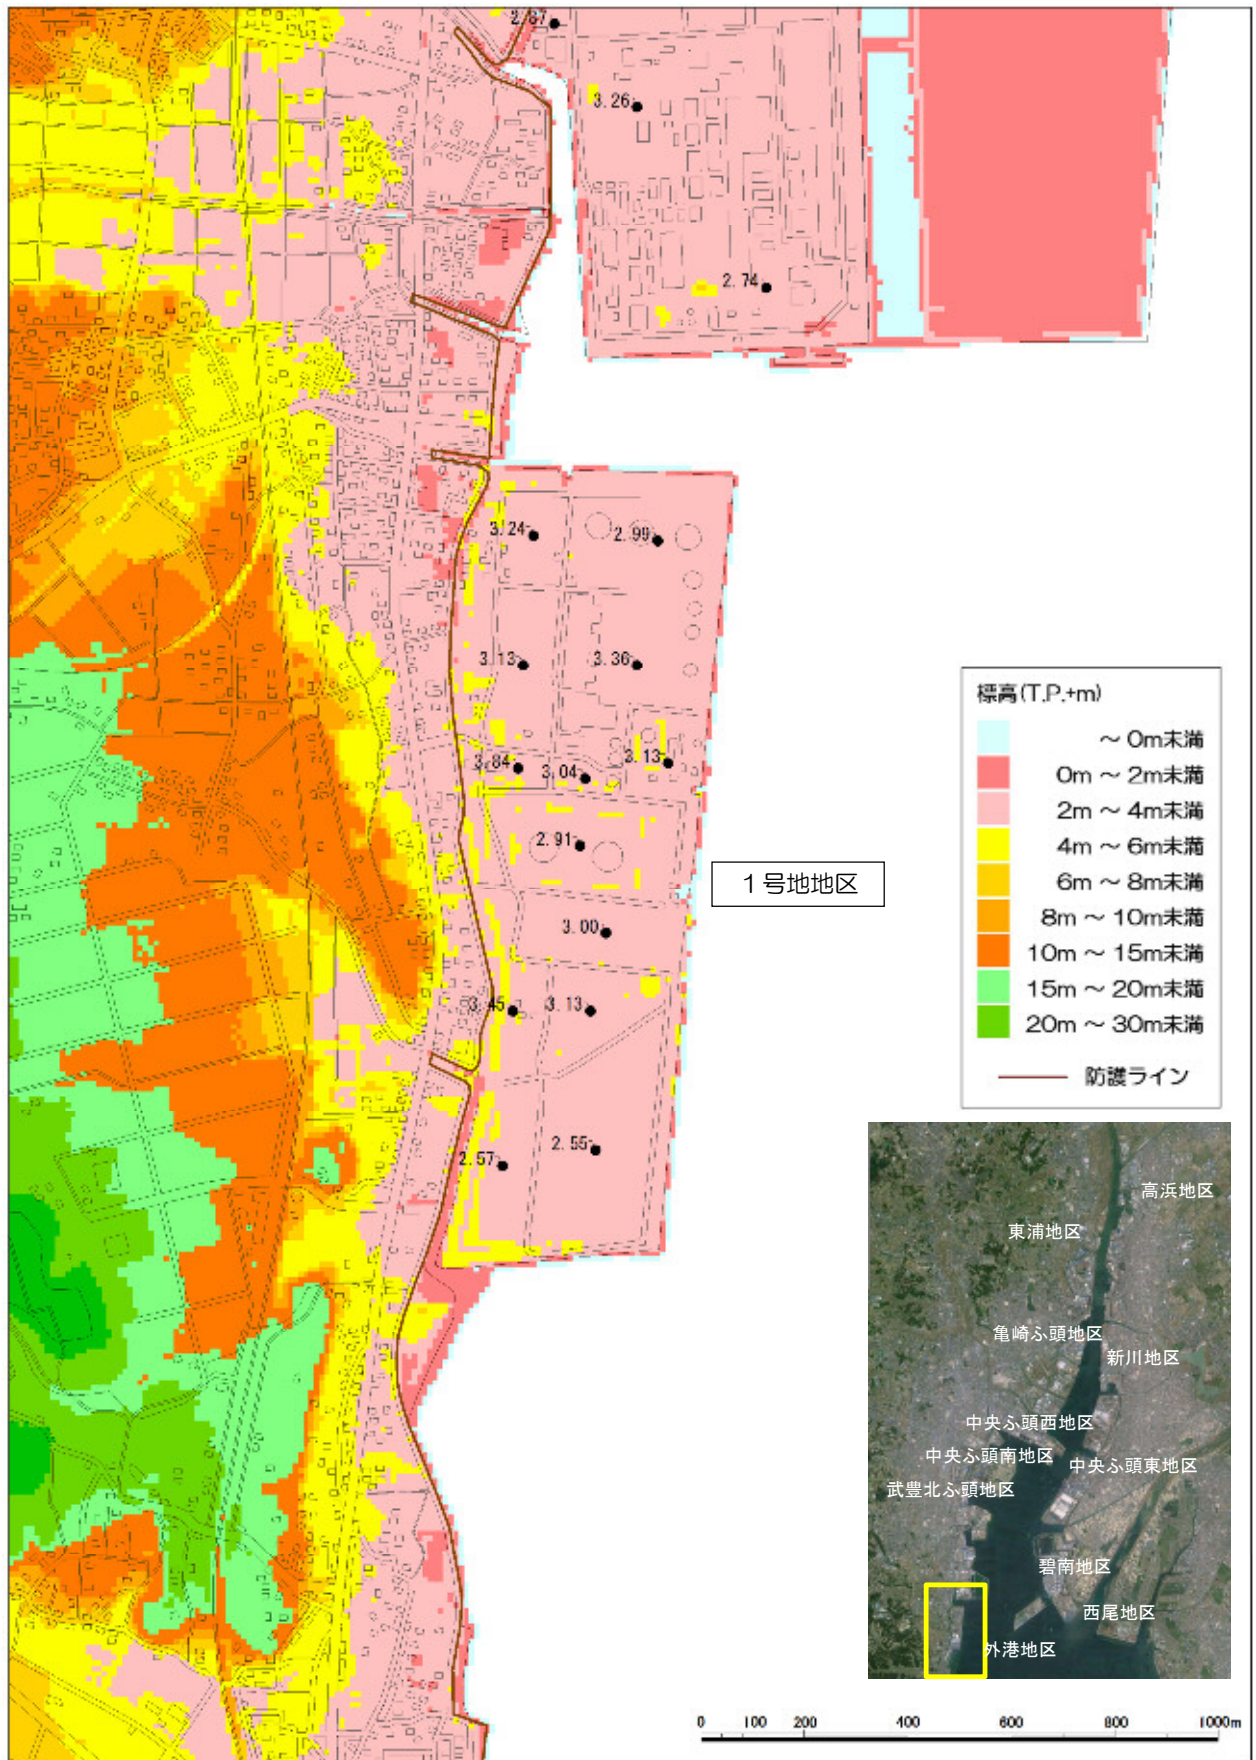 2.87
3.26
2.74
3.24
2.99
3.13
3.36
3.84
3.04
3.13
2.91
1号地地区
3.00
3.45
3.13
2.57
2.55
標高(T.P.+m)
～ 0m未満
0m ～ 2m未満
2m ～ 4m未満
4m ～ 6m未満
6m ～ 8m未満
8m ～ 10m未満
10m ～ 15m未満
15m ～ 20m未満
20m ～ 30m未満
防護ライン
高浜地区
東浦地区
亀崎ふ頭地区
新川地区
中央ふ頭西地区
中央ふ頭南地区
中央ふ頭東地区
武豊北ふ頭地区
碧南地区
西尾地区
外港地区
0 100 200 400 600 800 1000m